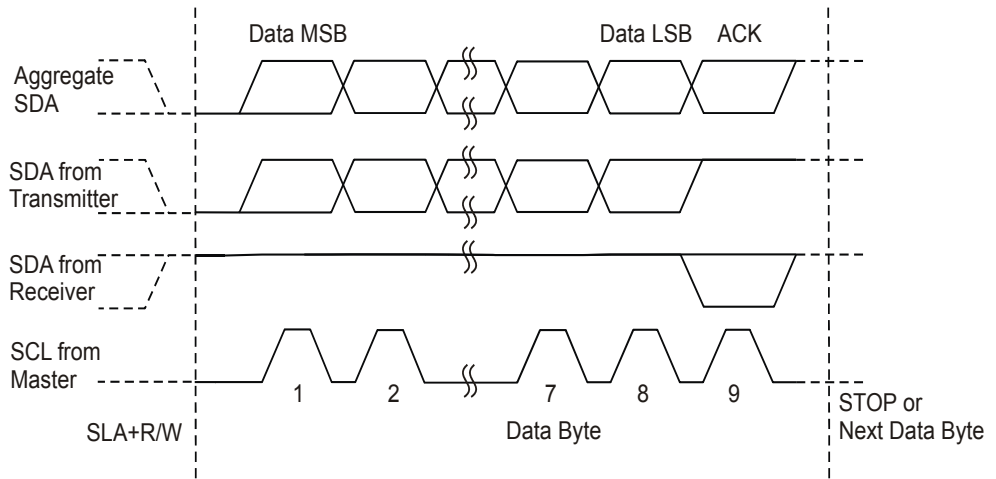 Data MSB
Data LSB
ACK
Aggregate
SDA
SDA from
Transmitter
SDA from
Receiver
SCL from
Master
1
2
7
8
9
SLA+R/W
Data Byte
STOP or
Next Data Byte